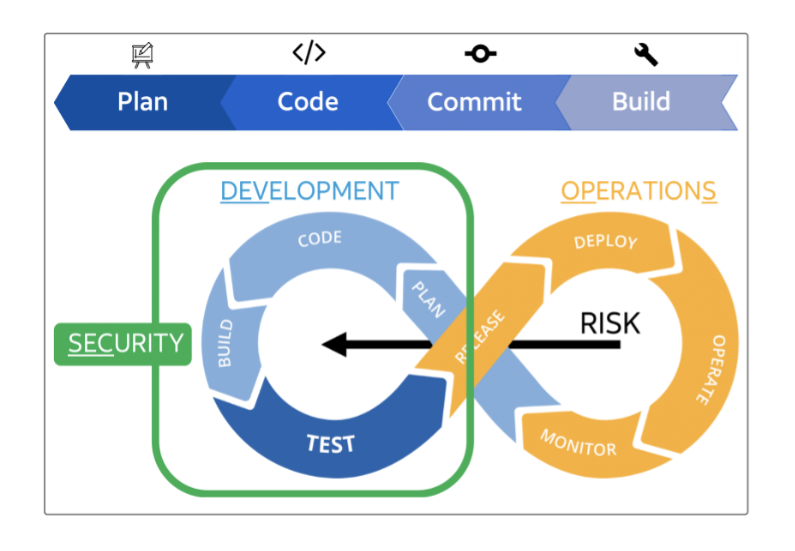 Plan
Code
Commit
Build
DEVELOPMENT
OPERATIONS
CODE
DEPLOY
PLAN
RELEASE
RISK
SECURITY
BUILD
OPERATE
TEST
MONITOR